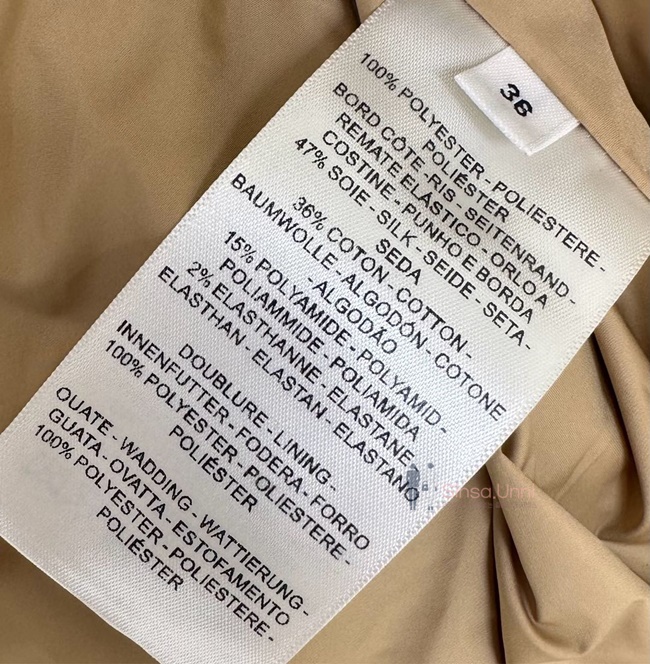 36
100% POLYESTER - POLIESTERE -
POLIÉSTER
BORD CÔTE -RIS - SEITENRAND -
REMATE ELÁSTICO - ORLO A
COSTINE - PUNHO E BORDA
47% SOIE - SILK - SEIDE - SETA -
SEDA
36% COTON - COTTON -
BAUMWOLLE - ALGODÓN - COTONE
- ALGODÃO
15% POLYAMIDE - POLYAMID -
POLIAMMIDE - POLIAMIDA
2% ELASTHANNE - ELASTANE
ELASTHAN - ELASTAN - ELASTANO
DOUBLURE - LINING -
INNENFUTTER - FODERA - FORRO
100% POLYESTER - POLIESTERE -
POLIÉSTER
OUATE - WADDING - WATTIERUNG -
GUATA - OVATTA - ESTOFAMENTO
100% POLYESTER - POLIESTERE -
POLIÉSTER